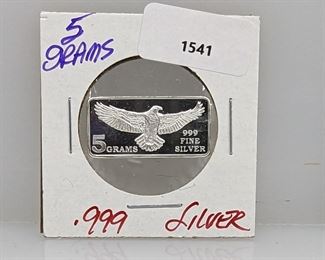 5
GRAMS
1541
5 GRAMS
999
FINE
SILVER
.999 SILVER